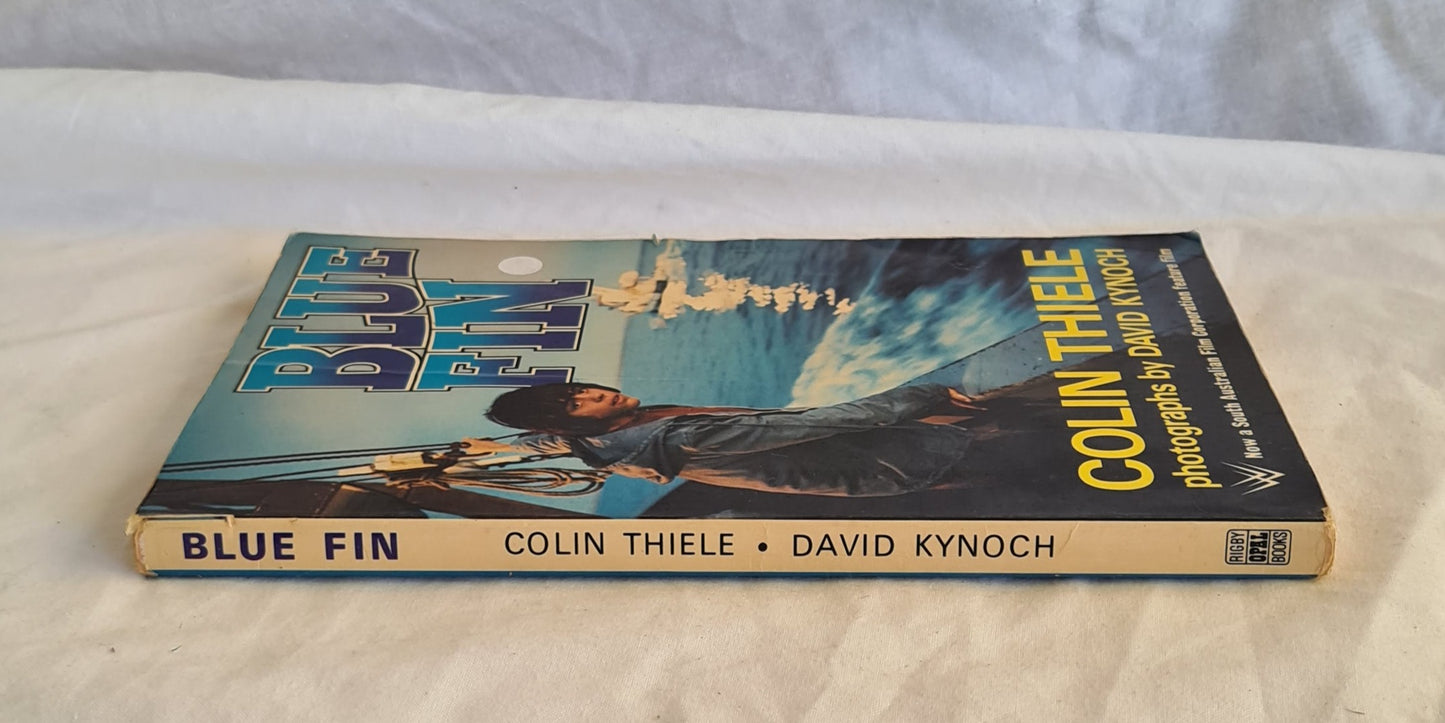 BLUE
FIN
COLIN THIELE
photographs by DAVID KYNOCH
Now a South Australian Film Corporation feature film
BLUE FIN COLIN THIELE • DAVID KYNOCH
RIGBY
OPAL
BOOKS